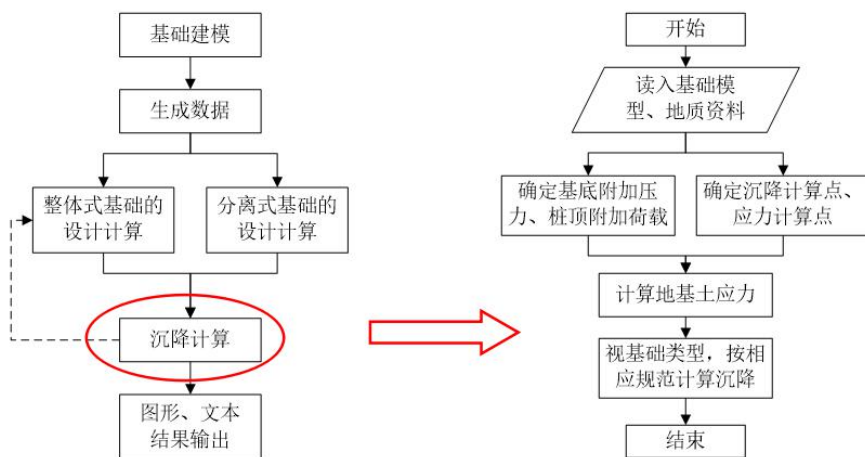 基础建模
生成数据
整体式基础的
设计计算
分离式基础的
设计计算
沉降计算
图形、文本
结果输出
开始
读入基础模
型、地质资料
确定基底附加压
力、桩顶附加荷载
确定沉降计算点、
应力计算点
计算地基土应力
视基础类型，按相
应规范计算沉降
结束